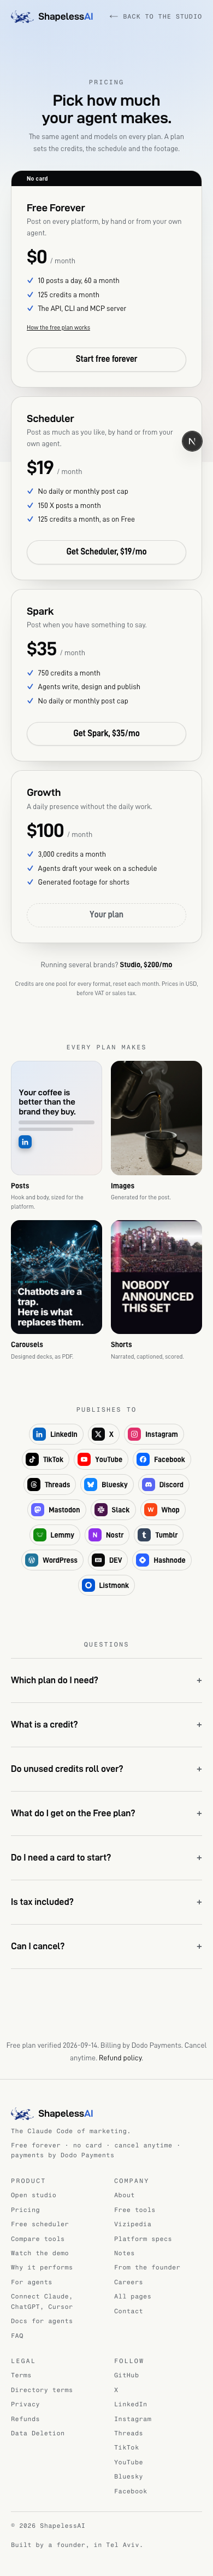 ShapelessAI
⟵ BACK TO THE STUDIO
PRICING
Pick how much
your agent makes.
The same agent and models on every plan. A plan
sets the credits, the schedule and the footage.
No card
Free Forever
Post on every platform, by hand or from your own
agent.
$0 / month
10 posts a day, 60 a month
125 credits a month
The API, CLI and MCP server
How the free plan works
Start free forever
Scheduler
Post as much as you like, by hand or from your
own agent.
N
$19 / month
No daily or monthly post cap
150 X posts a month
125 credits a month, as on Free
Get Scheduler, $19/mo
Spark
Post when you have something to say.
$35 / month
750 credits a month
Agents write, design and publish
No daily or monthly post cap
Get Spark, $35/mo
Growth
A daily presence without the daily work.
$100 / month
3,000 credits a month
Agents draft your week on a schedule
Generated footage for shorts
Your plan
Running several brands? Studio, $200/mo
Credits are one pool for every format, reset each month. Prices in USD,
before VAT or sales tax.
EVERY PLAN MAKES
Your coffee is
better than the
brand they buy.
in
Posts
Hook and body, sized for the
platform.
Images
Generated for the post.
Chatbots are a
trap.
Here is what
replaces them.
Carousels
Designed decks, as PDF.
NOBODY
ANNOUNCED
THIS SET
Shorts
Narrated, captioned, scored.
PUBLISHES TO
LinkedIn
X
Instagram
TikTok
YouTube
Facebook
Threads
Bluesky
Discord
Mastodon
Slack
Whop
Lemmy
Nostr
Tumblr
WordPress
DEV
Hashnode
Listmonk
QUESTIONS
Which plan do I need? +
What is a credit? +
Do unused credits roll over? +
What do I get on the Free plan? +
Do I need a card to start? +
Is tax included? +
Can I cancel? +
Free plan verified 2026-09-14. Billing by Dodo Payments. Cancel
anytime. Refund policy.
ShapelessAI
The Claude Code of marketing.
Free forever · no card · cancel anytime ·
payments by Dodo Payments
PRODUCT
Open studio
Pricing
Free scheduler
Compare tools
Watch the demo
Why it performs
For agents
Connect Claude,
ChatGPT, Cursor
Docs for agents
FAQ
COMPANY
About
Free tools
Vizipedia
Platform specs
Notes
From the founder
Careers
All pages
Contact
LEGAL
Terms
Directory terms
Privacy
Refunds
Data Deletion
FOLLOW
GitHub
X
LinkedIn
Instagram
Threads
TikTok
YouTube
Bluesky
Facebook
© 2026 ShapelessAI
Built by a founder, in Tel Aviv.